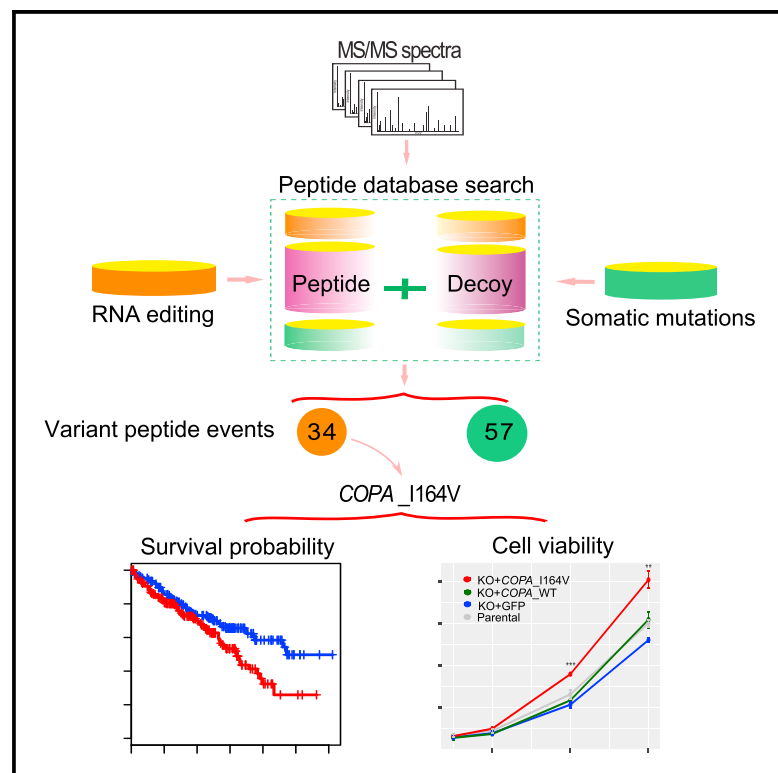 MS/MS spectra
Peptide database search
Peptide
Decoy
RNA editing
Somatic mutations
Variant peptide events
34
57
COPA_I164V
Survival probability
Cell viability
KO+COPA_I164V
KO+COPA_WT
KO+GFP
Parental
***
**